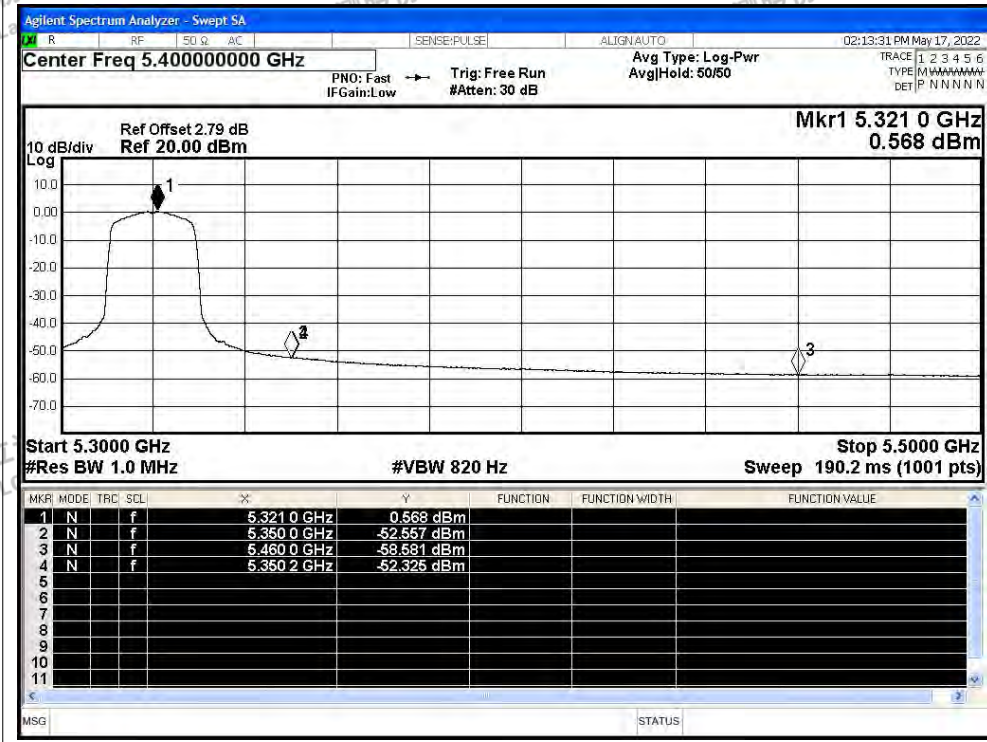 Agilent Spectrum Analyzer - Swept SA
R RF 50 Ω AC SENSE:PULSE ALIGNAUTO 02:13:31 PM May 17, 2022
Center Freq 5.400000000 GHz Avg Type: Log-Pwr TRACE 1 2 3 4 5 6
PNO: Fast Trig: Free Run Avg|Hold: 50/50 TYPE M
IFGain:Low #Atten: 30 dB DET P N N N N N
Mkr1 5.321 0 GHz
Ref Offset 2.79 dB
10 dB/div Ref 20.00 dBm 0.568 dBm
Log
10.0
1
0.00
-10.0
-20.0
-30.0
-40.0
-50.0
3
-60.0
-70.0
Start 5.3000 GHz Stop 5.5000 GHz
#Res BW 1.0 MHz #VBW 820 Hz Sweep 190.2 ms (1001 pts)
MKR MODE TRC SCL X Y FUNCTION FUNCTION WIDTH FUNCTION VALUE
1 N f 5.321 0 GHz 0.568 dBm
2 N f 5.350 0 GHz -52.557 dBm
3 N f 5.460 0 GHz -58.581 dBm
4 N f 5.350 2 GHz -52.325 dBm
5
6
7
8
9
10
11
MSG STATUS